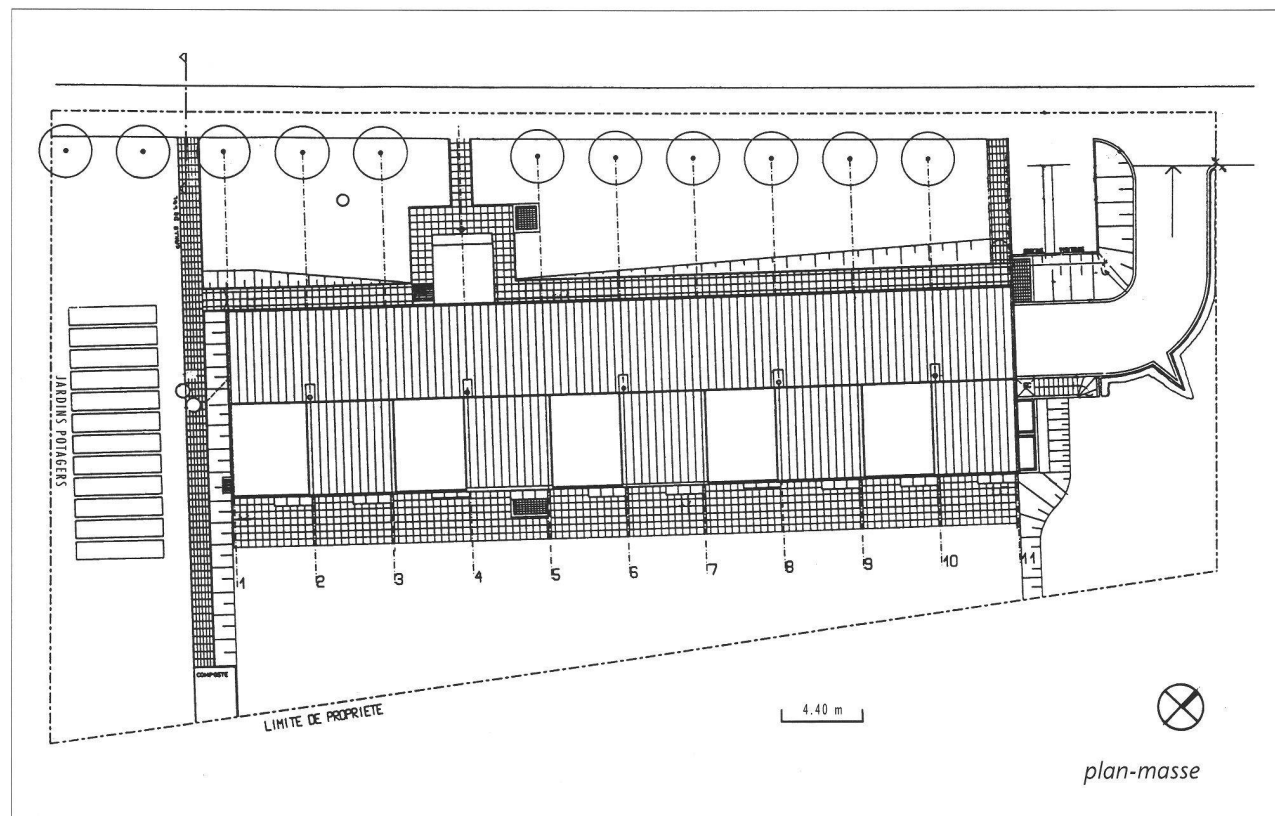 JARDINS POTAGERS
1
2
3
4
5
6
7
8
9
10
11
COMPOSTE
LIMITE DE PROPRIETE
4.40 m
plan-masse